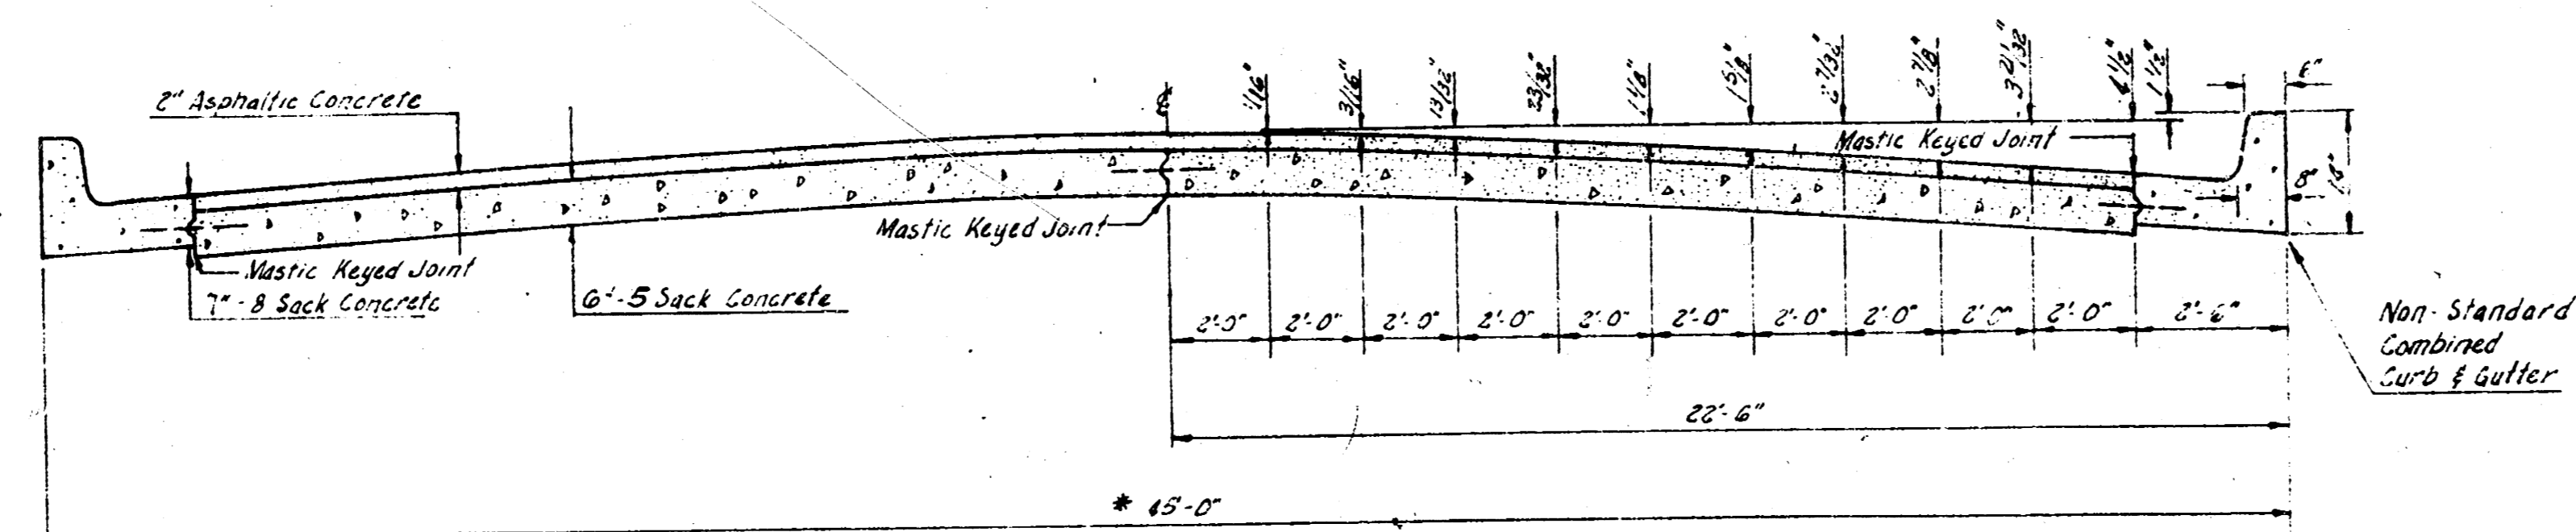 2" Asphaltic Concrete
1/16"
3/16"
13/32"
23/32"
1 1/8"
1 5/8"
2 7/32"
2 7/8"
3 21/32"
4 1/2"
1 1/2"
6"
Mastic Keyed Joint
18"
8"
Mastic Keyed Joint
Mastic Keyed Joint
7" - 8 Sack Concrete
6" - 5 Sack Concrete
2'-0" 2'-0" 2'-0" 2'-0" 2'-0" 2'-0" 2'-0" 2'-0" 2'-0" 2'-0" 2'-6"
Non-Standard
Combined
Curb & Gutter
22'-6"
* 45'-0"